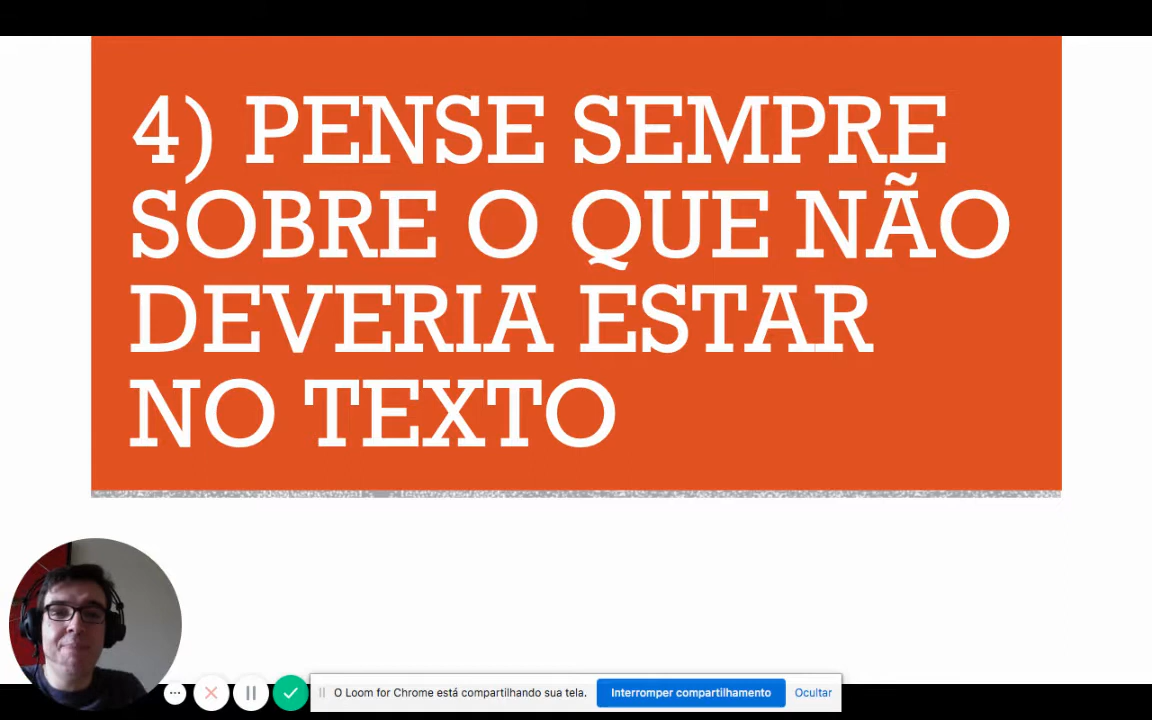 4) PENSE SEMPRE
SOBRE O QUE NÃO
DEVERIA ESTAR
NO TEXTO
O Loom for Chrome está compartilhando sua tela.
Interromper compartilhamento
Ocultar